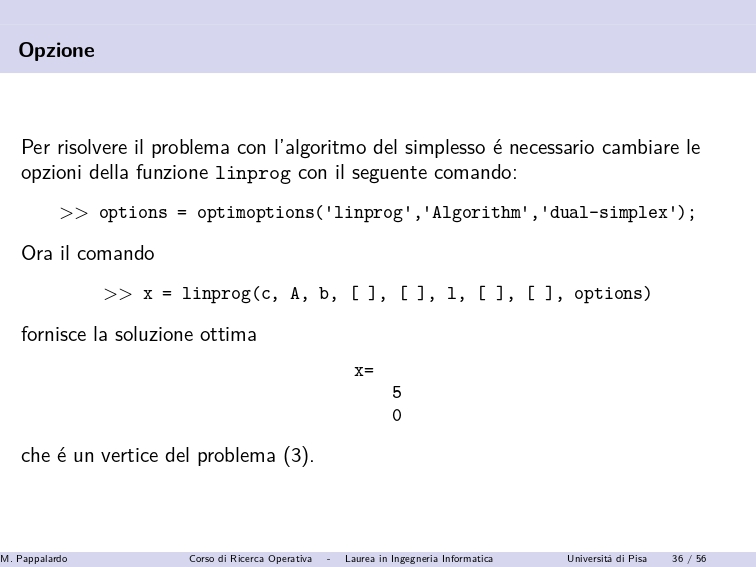 Opzione
Per risolvere il problema con l'algoritmo del simplesso é necessario cambiare le
opzioni della funzione linprog con il seguente comando:
>> options = optimoptions('linprog','Algorithm','dual-simplex');
Ora il comando
>> x = linprog(c, A, b, [ ], [ ], l, [ ], [ ], options)
fornisce la soluzione ottima
x=
5
0
che é un vertice del problema (3).
M. Pappalardo Corso di Ricerca Operativa - Laurea in Ingegneria Informatica Universitá di Pisa 36 / 56